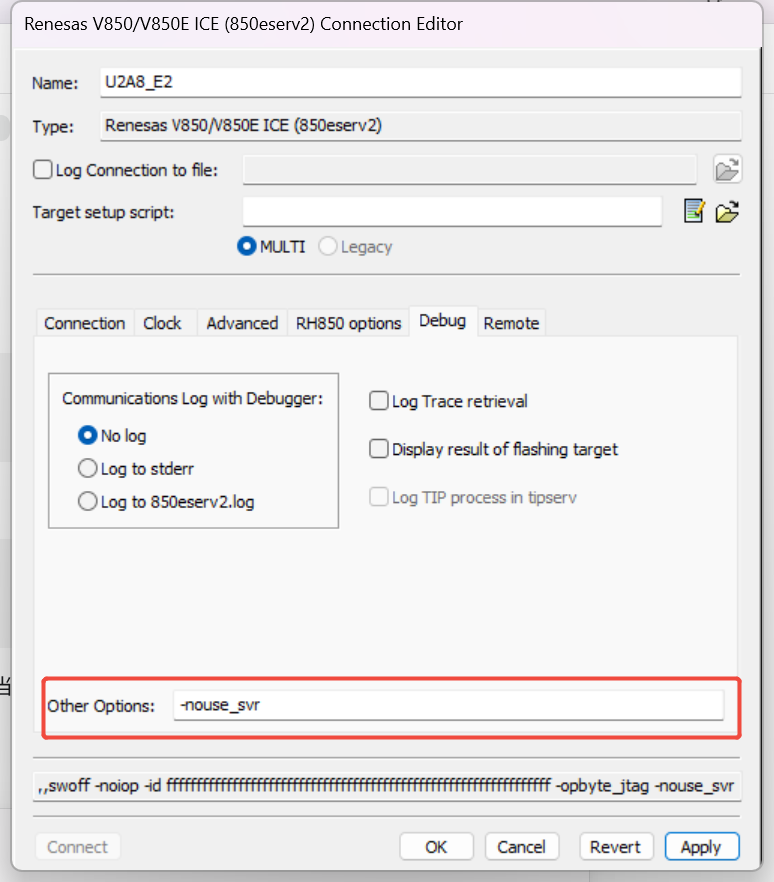 Renesas V850/V850E ICE (850eserv2) Connection Editor
Name: U2A8_E2
Type: Renesas V850/V850E ICE (850eserv2)
Log Connection to file:
Target setup script:
MULTI Legacy
Connection Clock Advanced RH850 options Debug Remote
Communications Log with Debugger:
Log Trace retrieval
No log
Display result of flashing target
Log to stderr
Log TIP process in tipserv
Log to 850eserv2.log
当
Other Options: -nouse_svr
,,swoff -noiop -id ffffffffffffffffffffffffffffffffffffffffffffffffffffffffffffffff -opbyte_jtag -nouse_svr
Connect OK Cancel Revert Apply